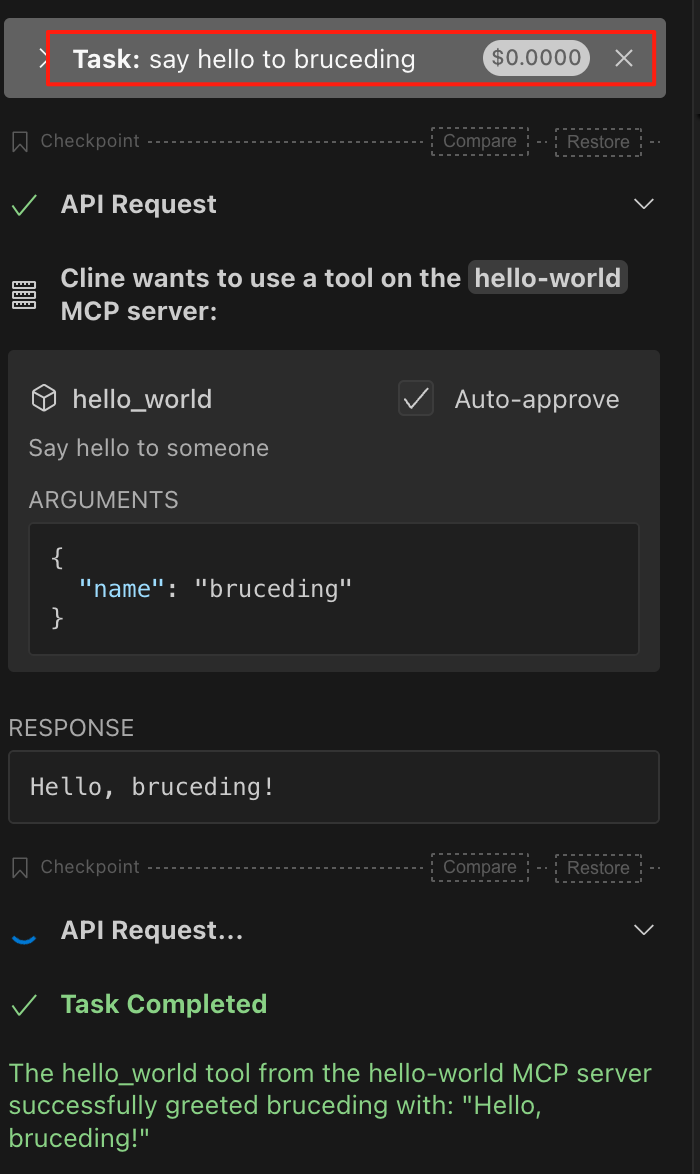 Task: say hello to bruceding $0.0000
Checkpoint Compare Restore
API Request
Cline wants to use a tool on the hello-world
MCP server:
hello_world Auto-approve
Say hello to someone
ARGUMENTS
{
"name": "bruceding"
}
RESPONSE
Hello, bruceding!
Checkpoint Compare Restore
API Request...
Task Completed
The hello_world tool from the hello-world MCP server
successfully greeted bruceding with: "Hello,
bruceding!"